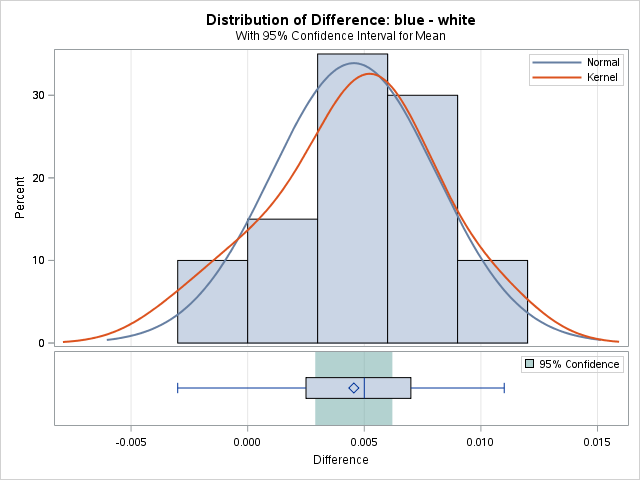 Distribution of Difference: blue - white
With 95% Confidence Interval for Mean
Normal
Kernel
30
20
10
0
Percent
95% Confidence
-0.005 0.000 0.005 0.010 0.015
Difference